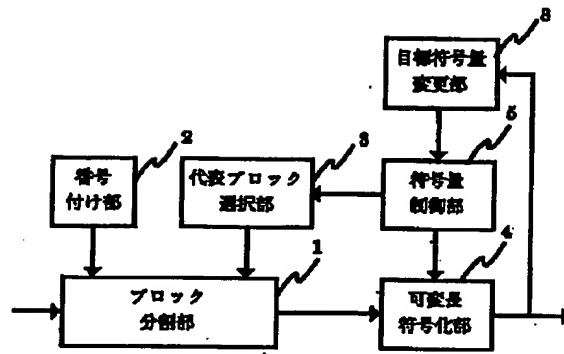 8
目標符号量
変更部
5
2
3
番号
付け部
代表ブロック
選択部
符号量
制御部
1
4
ブロック
分割部
可変長
符号化部